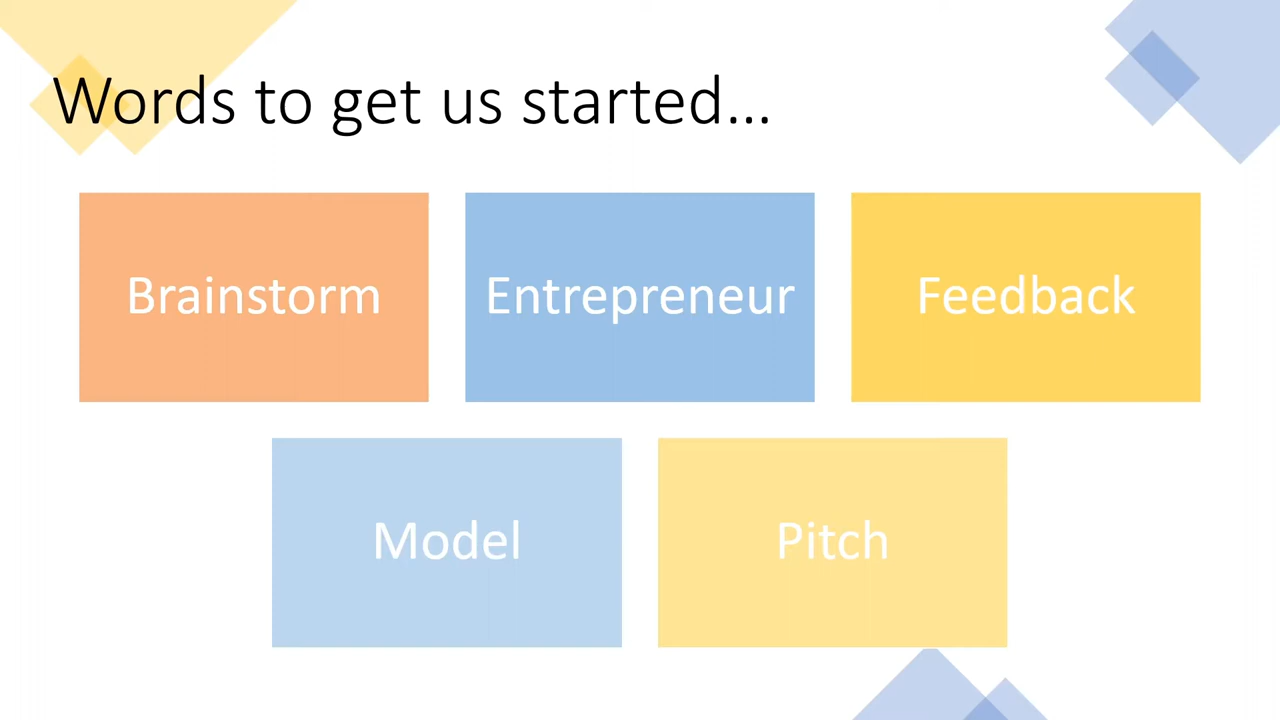 Words to get us started...
Brainstorm
Entrepreneur
Feedback
Model
Pitch